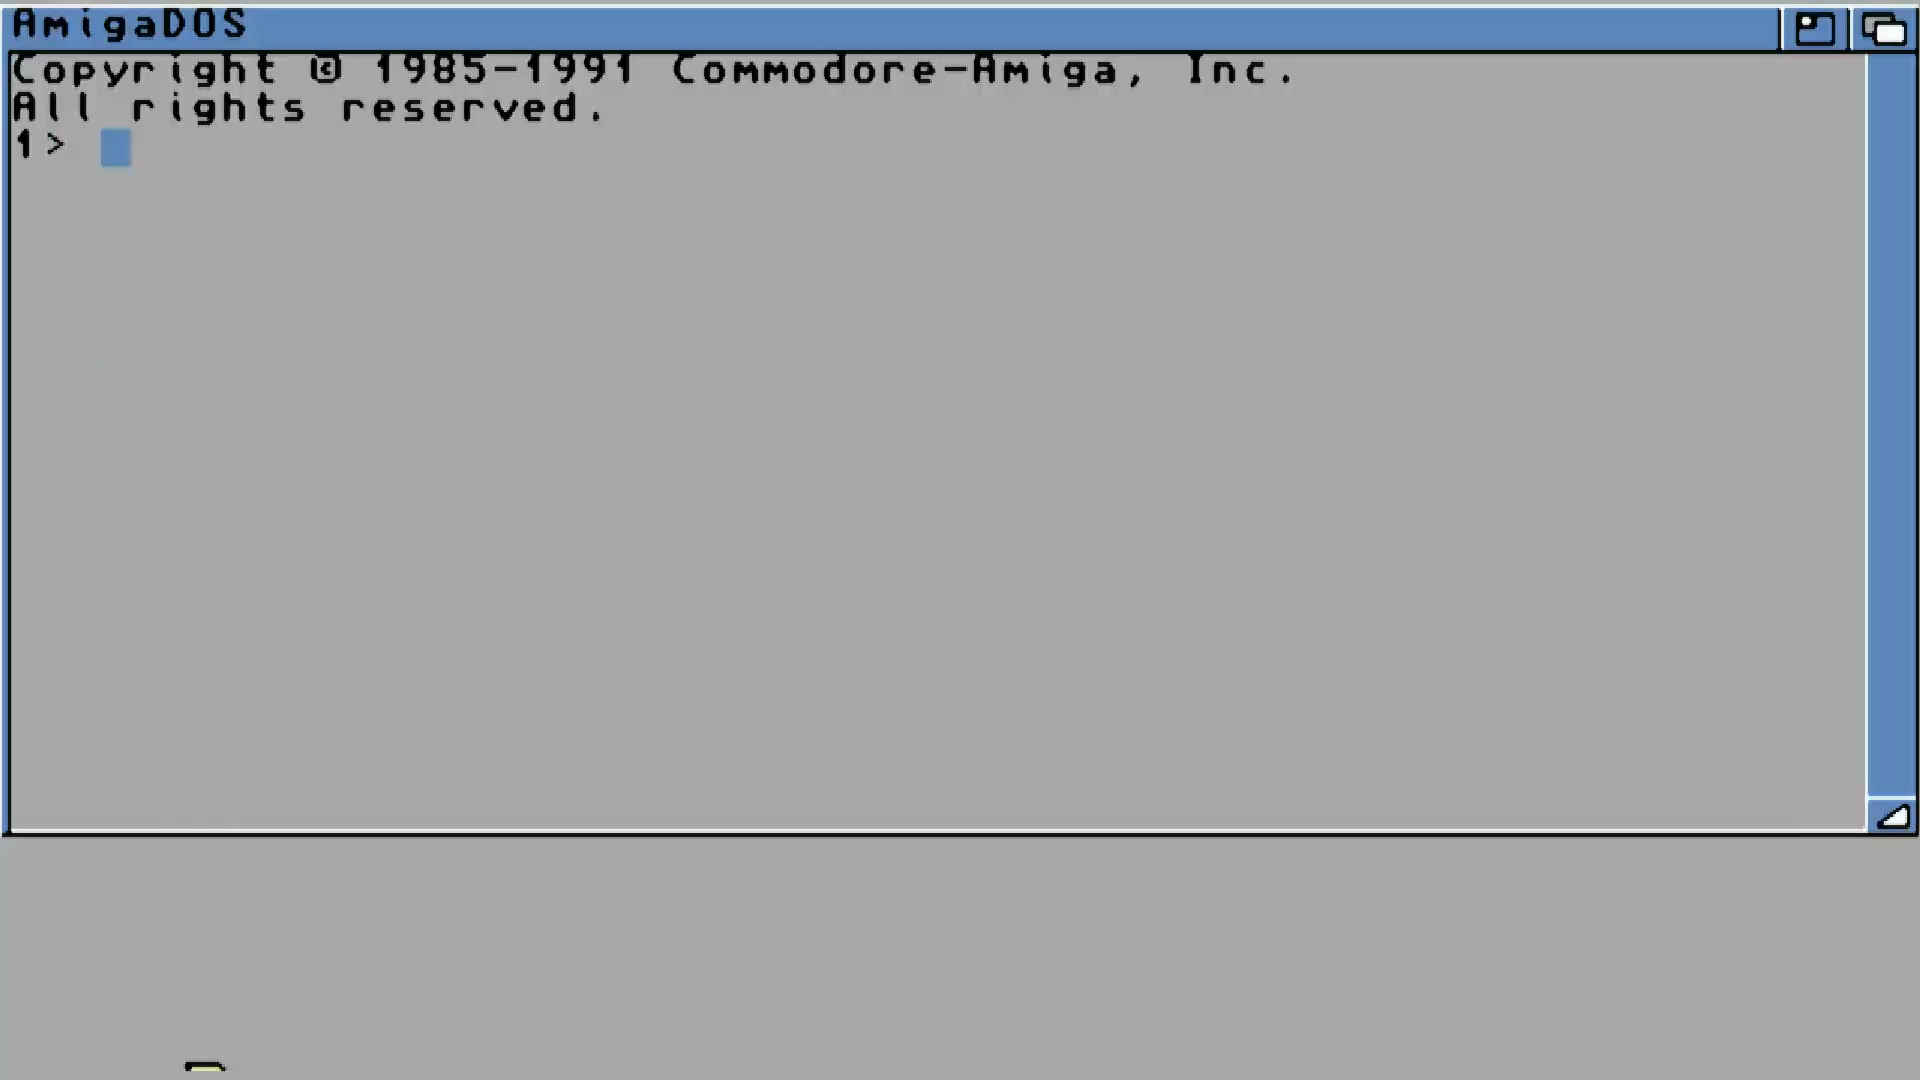 AmigaDOS
Copyright © 1985-1991 Commodore-Amiga, Inc.
All rights reserved.
1>